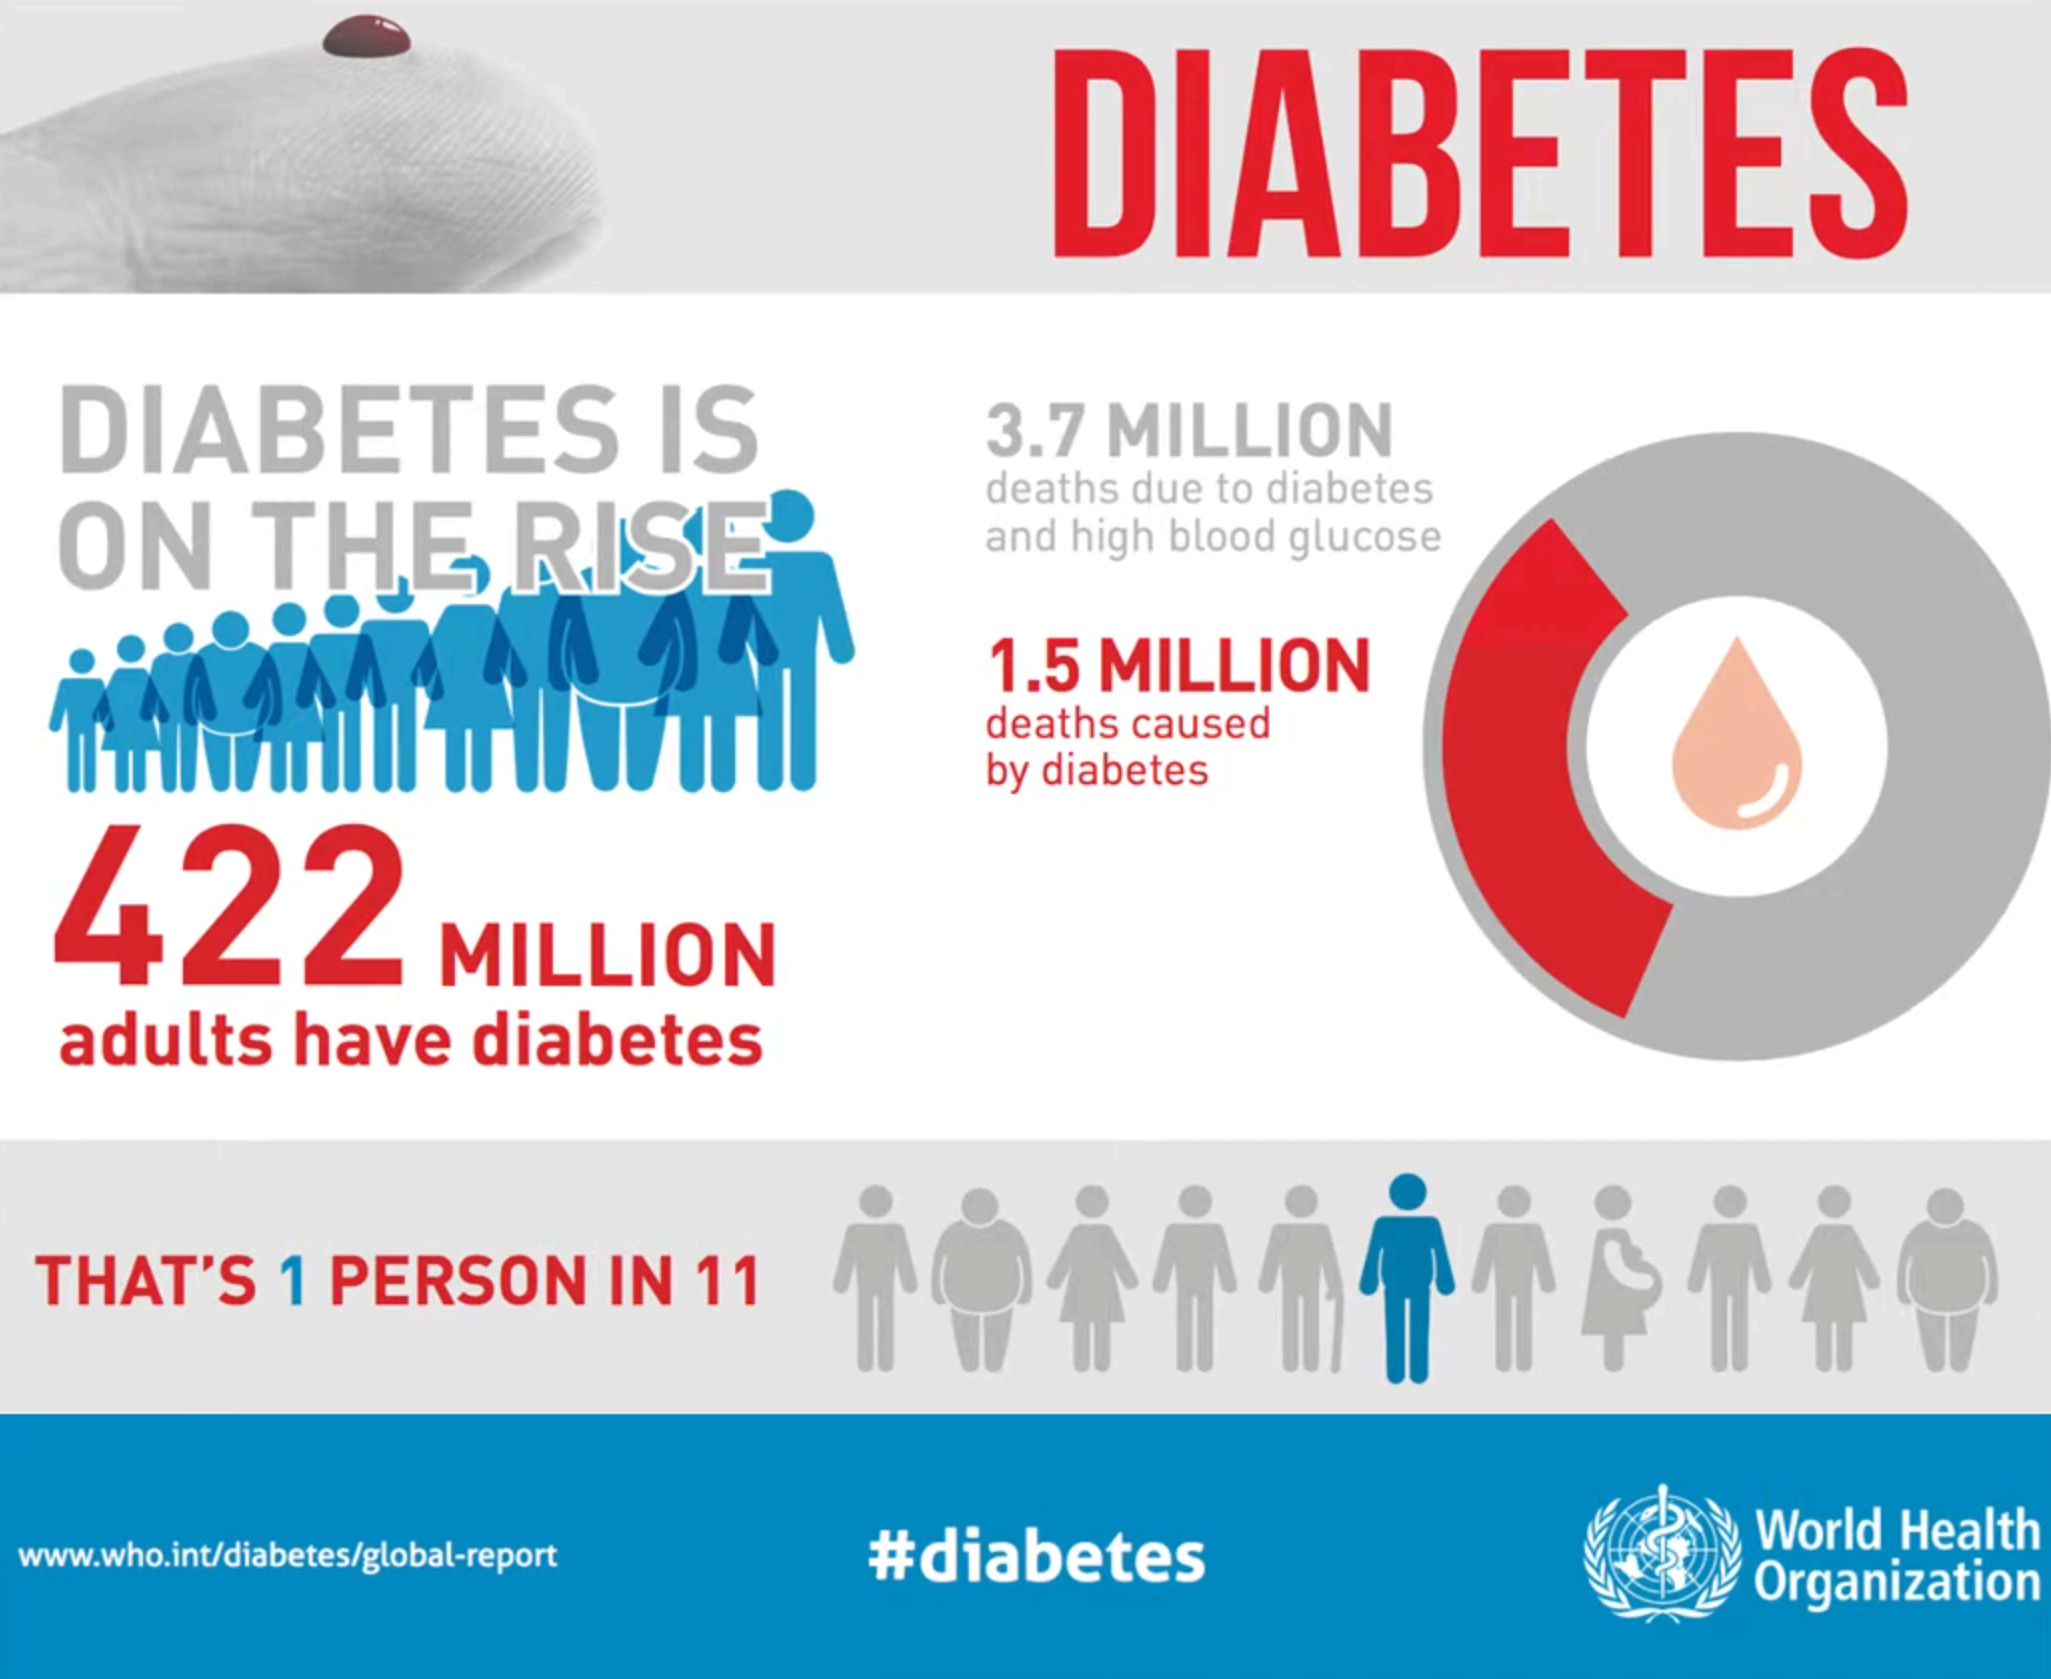 DIABETES
DIABETES IS
ON THE RISE
422 MILLION
adults have diabetes
3.7 MILLION
deaths due to diabetes
and high blood glucose
1.5 MILLION
deaths caused
by diabetes
THAT'S 1 PERSON IN 11
www.who.int/diabetes/global-report
#diabetes
World Health
Organization